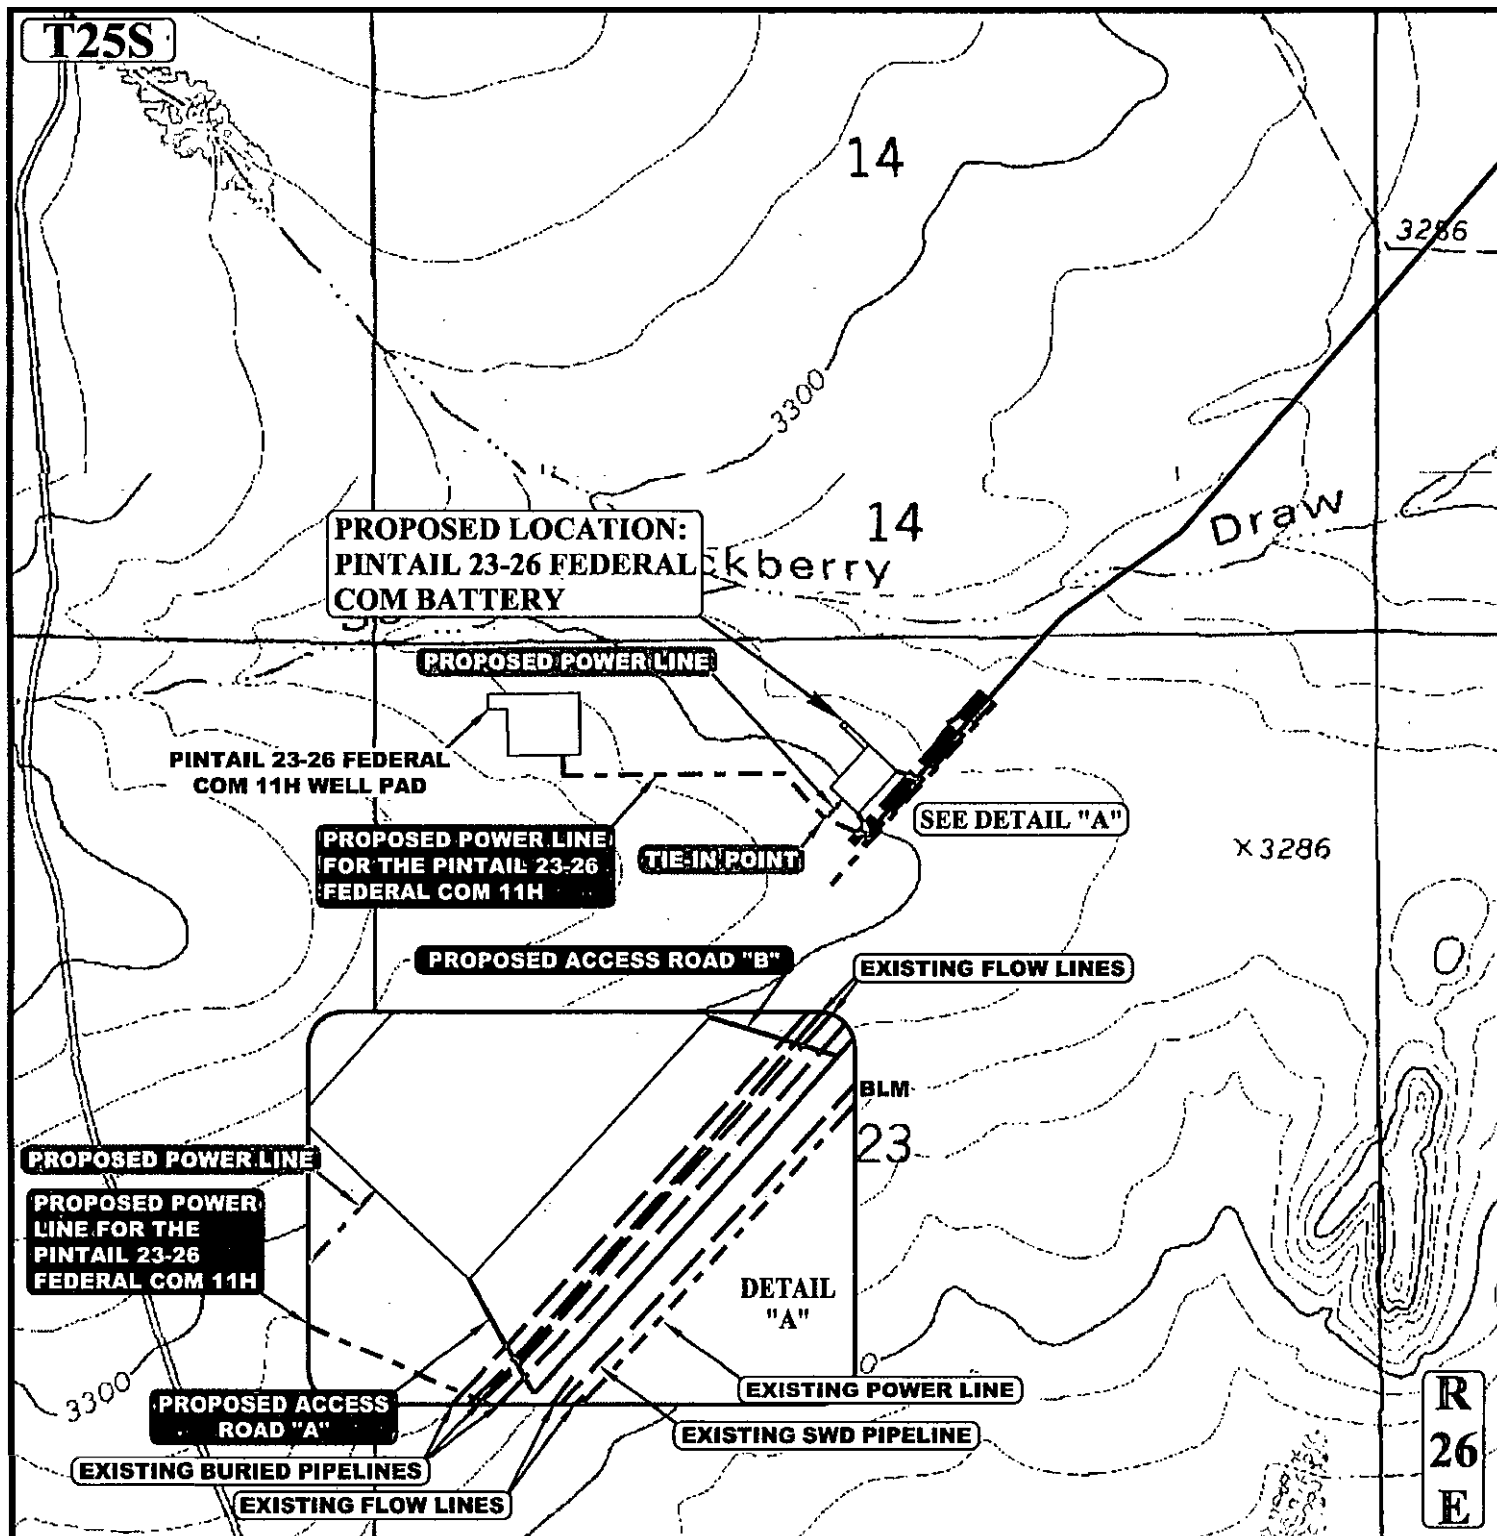 T25S
14
3286
3300
14
Draw
PROPOSED LOCATION:
PINTAIL 23-26 FEDERAL
COM BATTERY
ckberry
PROPOSED POWER LINE
PINTAIL 23-26 FEDERAL
COM 11H WELL PAD
PROPOSED POWER LINE
FOR THE PINTAIL 23-26
FEDERAL COM 11H
TIE-IN POINT
SEE DETAIL "A"
×3286
PROPOSED ACCESS ROAD "B"
EXISTING FLOW LINES
BLM
23
PROPOSED POWER LINE
PROPOSED POWER
LINE FOR THE
PINTAIL 23-26
FEDERAL COM 11H
DETAIL
"A"
3300
PROPOSED ACCESS
ROAD "A"
EXISTING POWER LINE
EXISTING SWD PIPELINE
EXISTING BURIED PIPELINES
EXISTING FLOW LINES
R
26
E